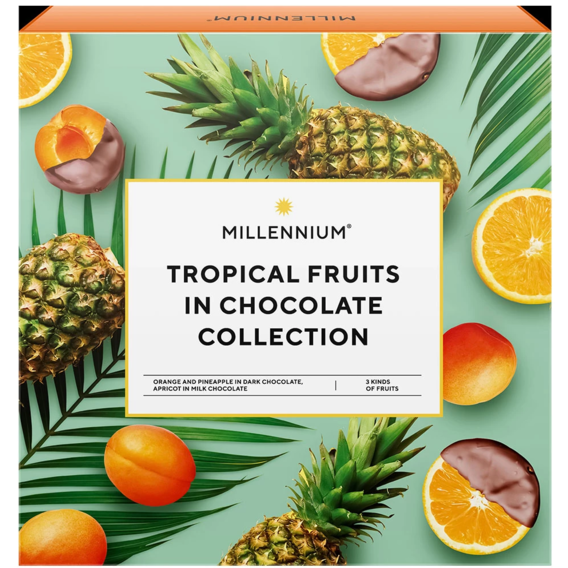 MILLENNIUM
MILLENNIUM®
TROPICAL FRUITS
IN CHOCOLATE
COLLECTION
ORANGE AND PINEAPPLE IN DARK CHOCOLATE,
APRICOT IN MILK CHOCOLATE
3 KINDS
OF FRUITS